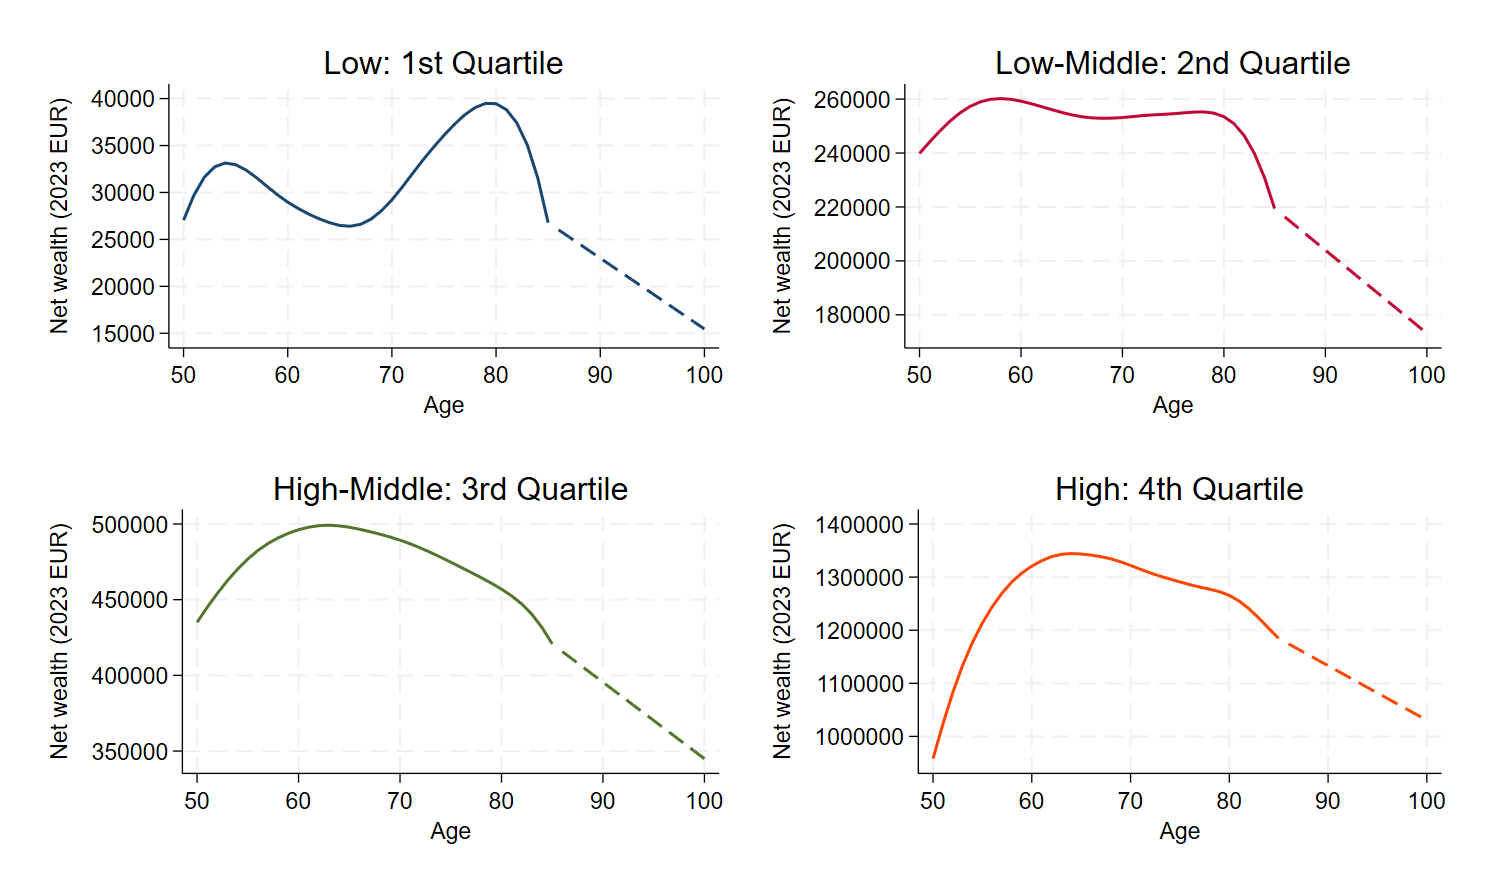 Low: 1st Quartile
Net wealth (2023 EUR)
40000
35000
30000
25000
20000
15000
50 60 70 80 90 100
Age
Low-Middle: 2nd Quartile
Net wealth (2023 EUR)
260000
240000
220000
200000
180000
50 60 70 80 90 100
Age
High-Middle: 3rd Quartile
Net wealth (2023 EUR)
500000
450000
400000
350000
50 60 70 80 90 100
Age
High: 4th Quartile
Net wealth (2023 EUR)
1400000
1300000
1200000
1100000
1000000
50 60 70 80 90 100
Age